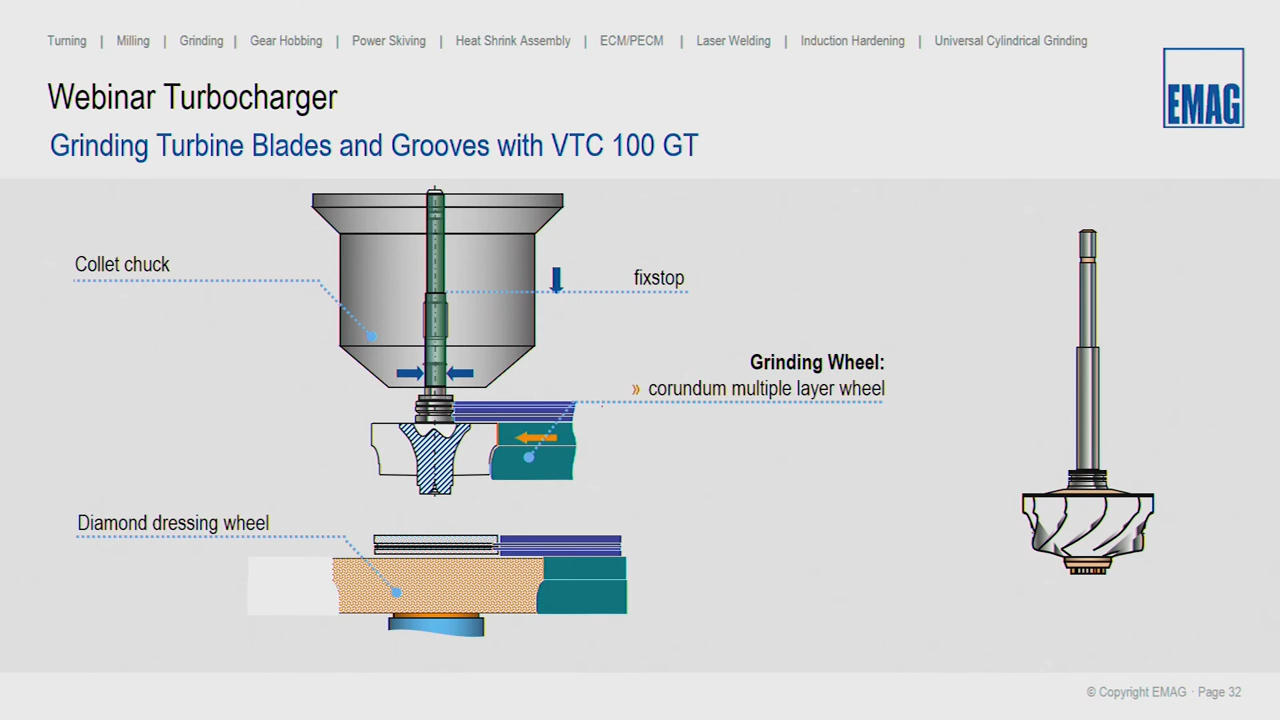 Turning | Milling | Grinding | Gear Hobbing | Power Skiving | Heat Shrink Assembly | ECM/PECM | Laser Welding | Induction Hardening | Universal Cylindrical Grinding
EMAG
Webinar Turbocharger
Grinding Turbine Blades and Grooves with VTC 100 GT
Collet chuck
fixstop
Grinding Wheel:
» corundum multiple layer wheel
Diamond dressing wheel
© Copyright EMAG · Page 32